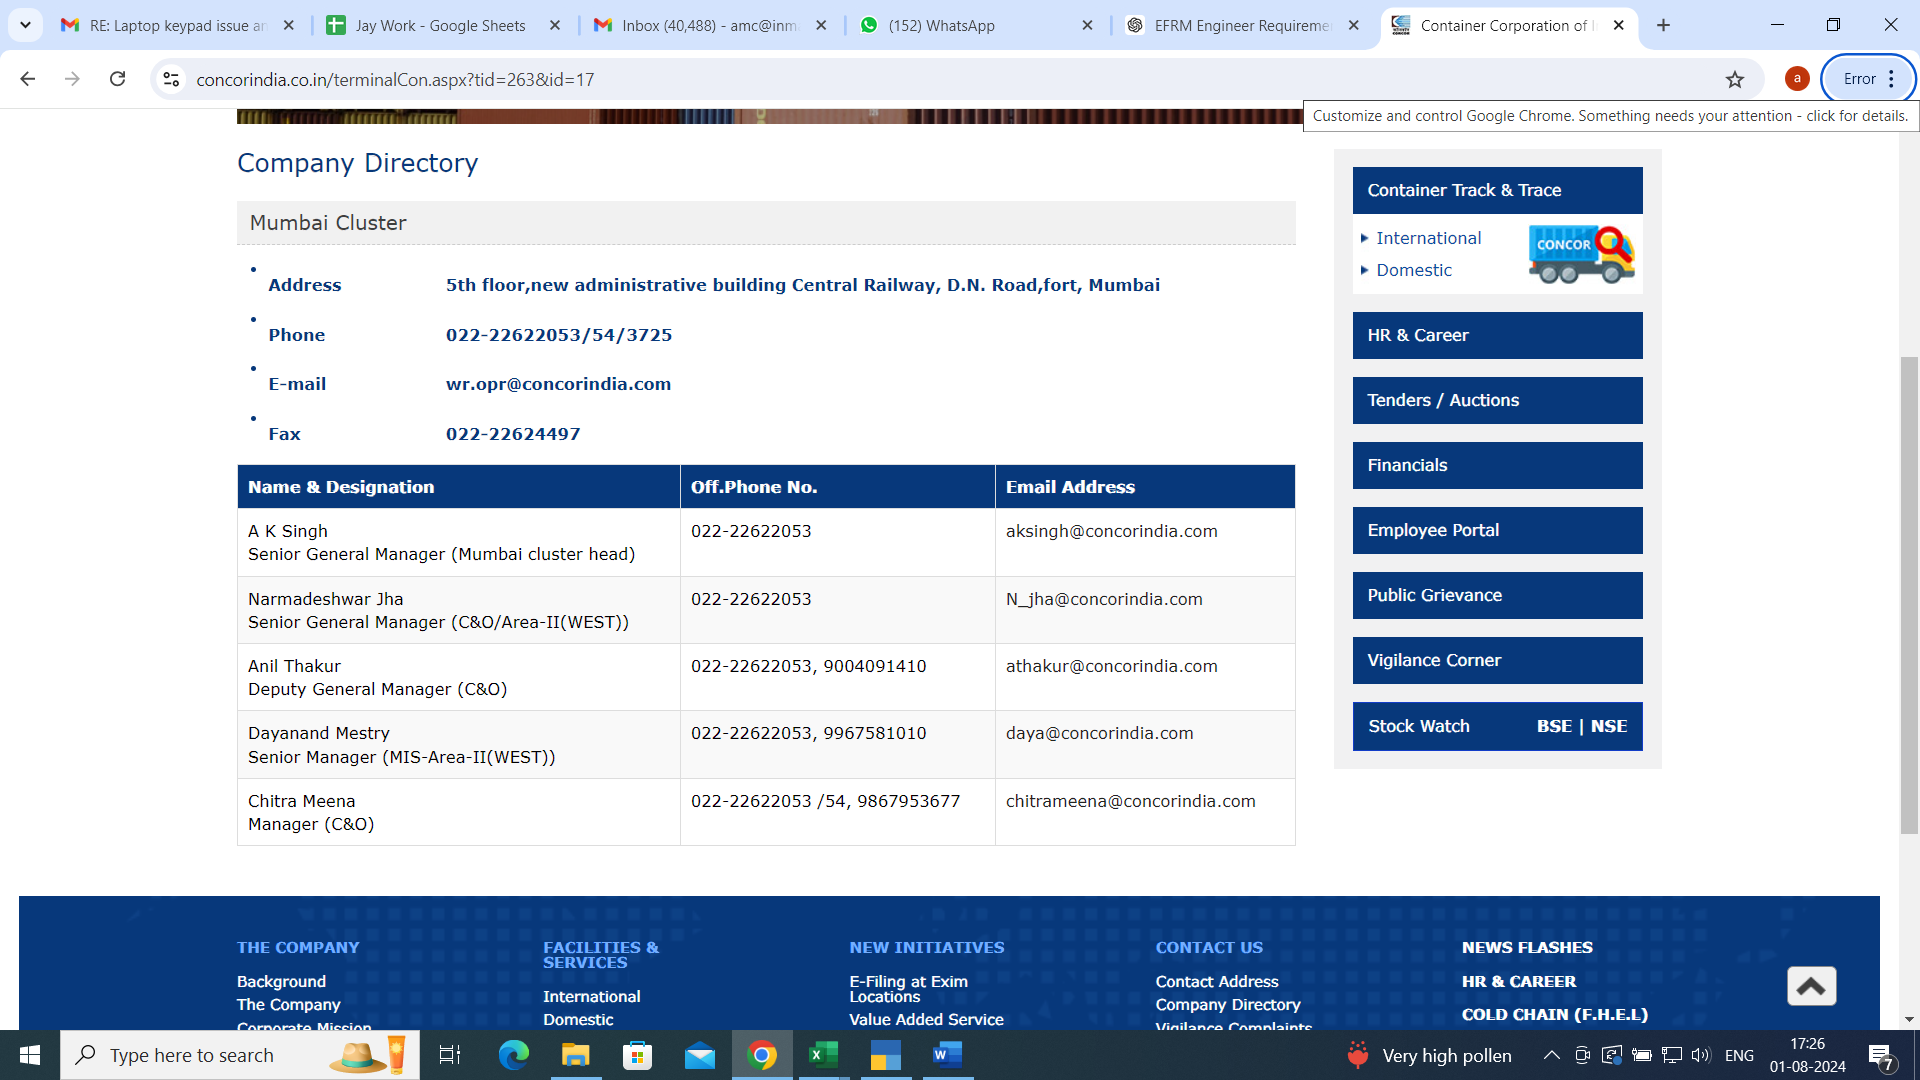 RE: Laptop keypad issue an
Jay Work - Google Sheets
Inbox (40,488) - amc@inm
(152) WhatsApp
EFRM Engineer Requireme
Container Corporation of I
concorindia.co.in/terminalCon.aspx?tid=263&id=17
a
Error
Customize and control Google Chrome. Something needs your attention - click for details.
Company Directory
Mumbai Cluster
Address 5th floor,new administrative building Central Railway, D.N. Road,fort, Mumbai
Phone 022-22622053/54/3725
E-mail wr.opr@concorindia.com
Fax 022-22624497
Name & Designation Off.Phone No. Email Address
A K Singh 022-22622053 aksingh@concorindia.com
Senior General Manager (Mumbai cluster head)
Narmadeshwar Jha 022-22622053 N_jha@concorindia.com
Senior General Manager (C&O/Area-II(WEST))
Anil Thakur 022-22622053, 9004091410 athakur@concorindia.com
Deputy General Manager (C&O)
Dayanand Mestry 022-22622053, 9967581010 daya@concorindia.com
Senior Manager (MIS-Area-II(WEST))
Chitra Meena 022-22622053 /54, 9867953677 chitrameena@concorindia.com
Manager (C&O)
Container Track & Trace
International
Domestic
CONCOR
HR & Career
Tenders / Auctions
Financials
Employee Portal
Public Grievance
Vigilance Corner
Stock Watch BSE | NSE
THE COMPANY
Background
The Company
Corporate Mission
FACILITIES &
SERVICES
International
Domestic
NEW INITIATIVES
E-Filing at Exim
Locations
Value Added Service
CONTACT US
Contact Address
Company Directory
Vigilance Complaints
NEWS FLASHES
HR & CAREER
COLD CHAIN (F.H.E.L)
Type here to search
Very high pollen
ENG
17:26
01-08-2024
7